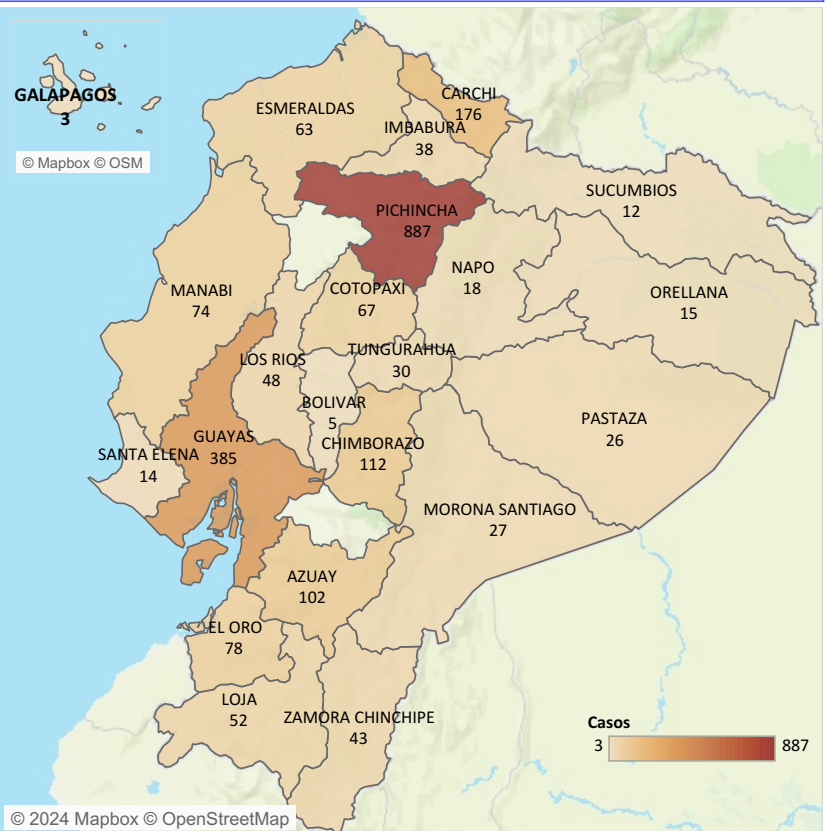 GALAPAGOS
3
© Mapbox © OSM
ESMERALDAS
63
CARCHI
176
IMBABURA
38
SUCUMBIOS
12
PICHINCHA
887
NAPO
18
ORELLANA
15
MANABI
74
COTOPAXI
67
LOS RIOS
48
TUNGURAHUA
30
BOLIVAR
5
PASTAZA
26
GUAYAS
385
CHIMBORAZO
112
SANTA ELENA
14
MORONA SANTIAGO
27
AZUAY
102
EL ORO
78
LOJA
52
ZAMORA CHINCHIPE
43
Casos
3 887
© 2024 Mapbox © OpenStreetMap